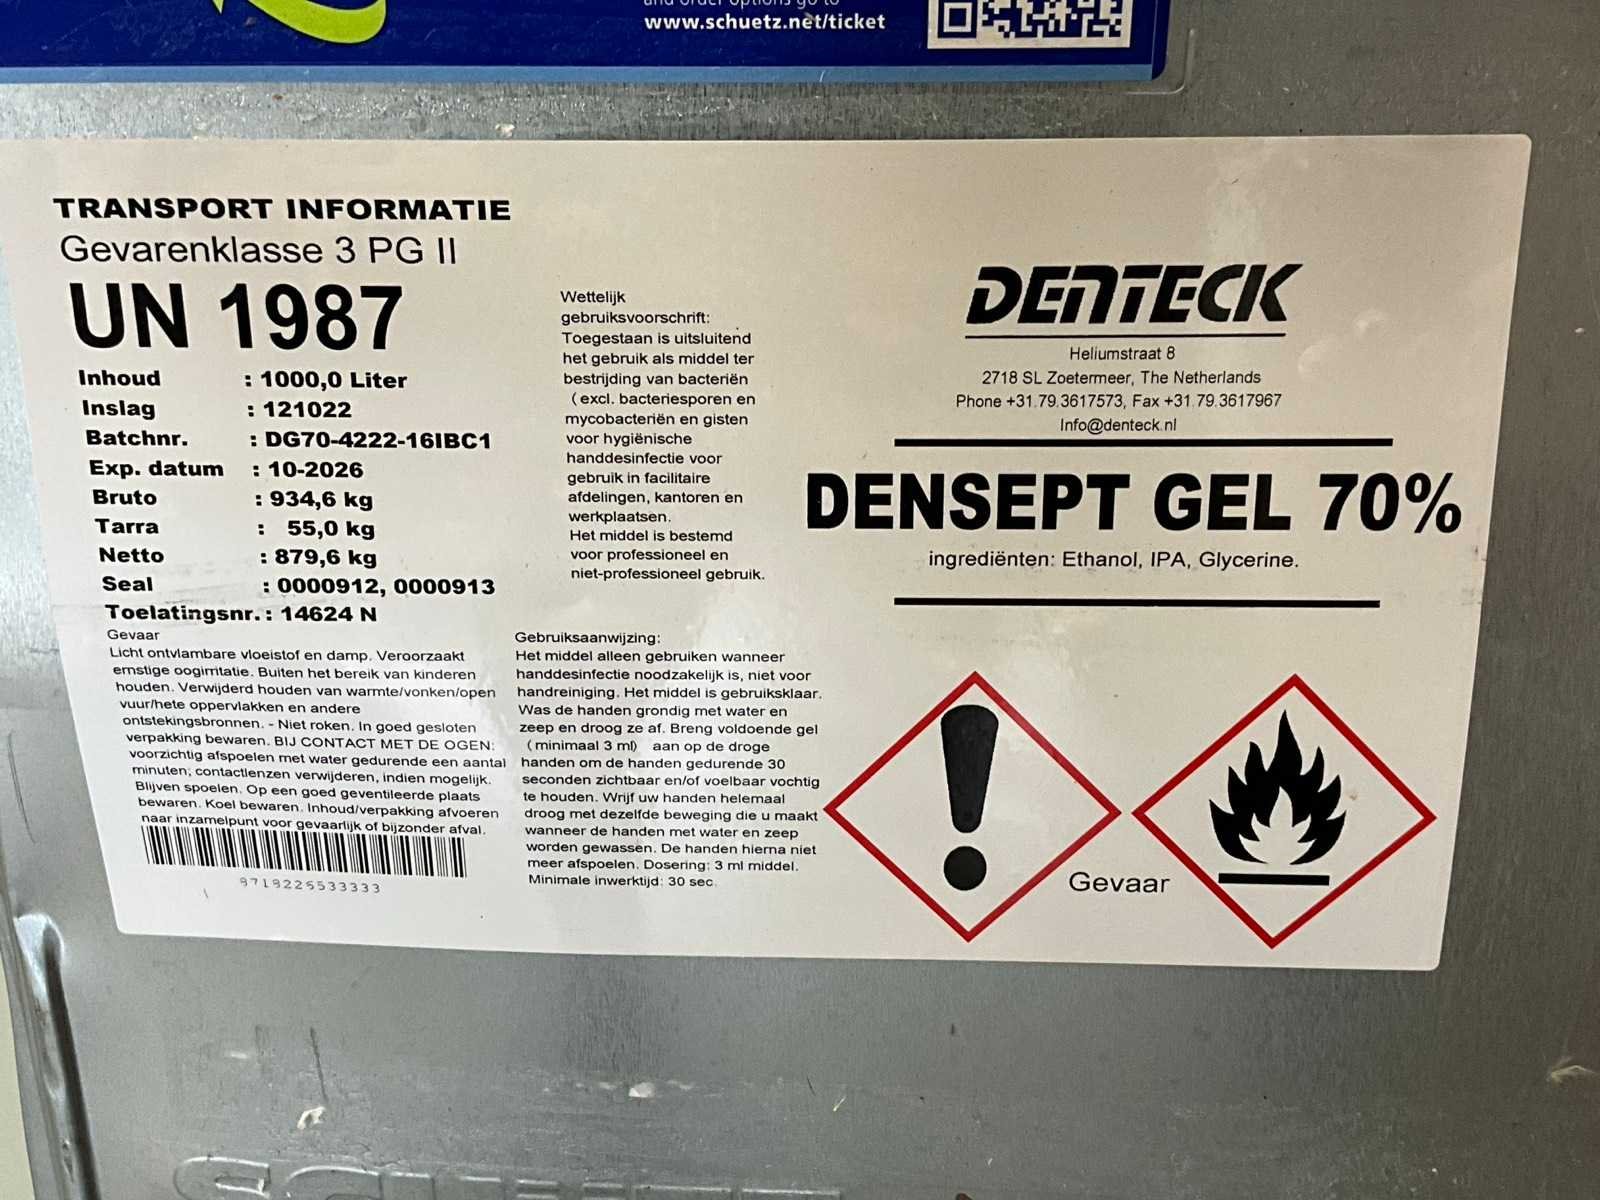 and order options go to
www.schuetz.net/ticket
TRANSPORT INFORMATIE
Gevarenklasse 3 PG II
UN 1987
Inhoud : 1000,0 Liter
Inslag : 121022
Batchnr. : DG70-4222-16IBC1
Exp. datum : 10-2026
Bruto : 934,6 kg
Tarra : 55,0 kg
Netto : 879,6 kg
Seal : 0000912, 0000913
Toelatingsnr. : 14624 N
Gevaar
Licht ontvlambare vloeistof en damp. Veroorzaakt
ernstige oogirritatie. Buiten het bereik van kinderen
houden. Verwijderd houden van warmte/vonken/open
vuur/hete oppervlakken en andere
ontstekingsbronnen. - Niet roken. In goed gesloten
verpakking bewaren. BIJ CONTACT MET DE OGEN:
voorzichtig afspoelen met water gedurende een aantal
minuten; contactlenzen verwijderen, indien mogelijk.
Blijven spoelen. Op een goed geventileerde plaats
bewaren. Koel bewaren. Inhoud/verpakking afvoeren
naar inzamelpunt voor gevaarlijk of bijzonder afval.
9719225533333
Wettelijk
gebruiksvoorschrift:
Toegestaan is uitsluitend
het gebruik als middel ter
bestrijding van bacteriën
(excl. bacteriesporen en
mycobacteriën en gisten
voor hygiënische
handdesinfectie voor
gebruik in facilitaire
afdelingen, kantoren en
werkplaatsen.
Het middel is bestemd
voor professioneel en
niet-professioneel gebruik.
Gebruiksaanwijzing:
Het middel alleen gebruiken wanneer
handdesinfectie noodzakelijk is, niet voor
handreiniging. Het middel is gebruiksklaar.
Was de handen grondig met water en
zeep en droog ze af. Breng voldoende gel
(minimaal 3 ml) aan op de droge
handen om de handen gedurende 30
seconden zichtbaar en/of voelbaar vochtig
te houden. Wrijf uw handen helemaal
droog met dezelfde beweging die u maakt
wanneer de handen met water en zeep
worden gewassen. De handen hierna niet
meer afspoelen. Dosering: 3 ml middel.
Minimale inwerktijd: 30 sec.
DENTECK
Heliumstraat 8
2718 SL Zoetermeer, The Netherlands
Phone +31.79.3617573, Fax +31.79.3617967
Info@denteck.nl
DENSEPT GEL 70%
ingrediënten: Ethanol, IPA, Glycerine.
Gevaar